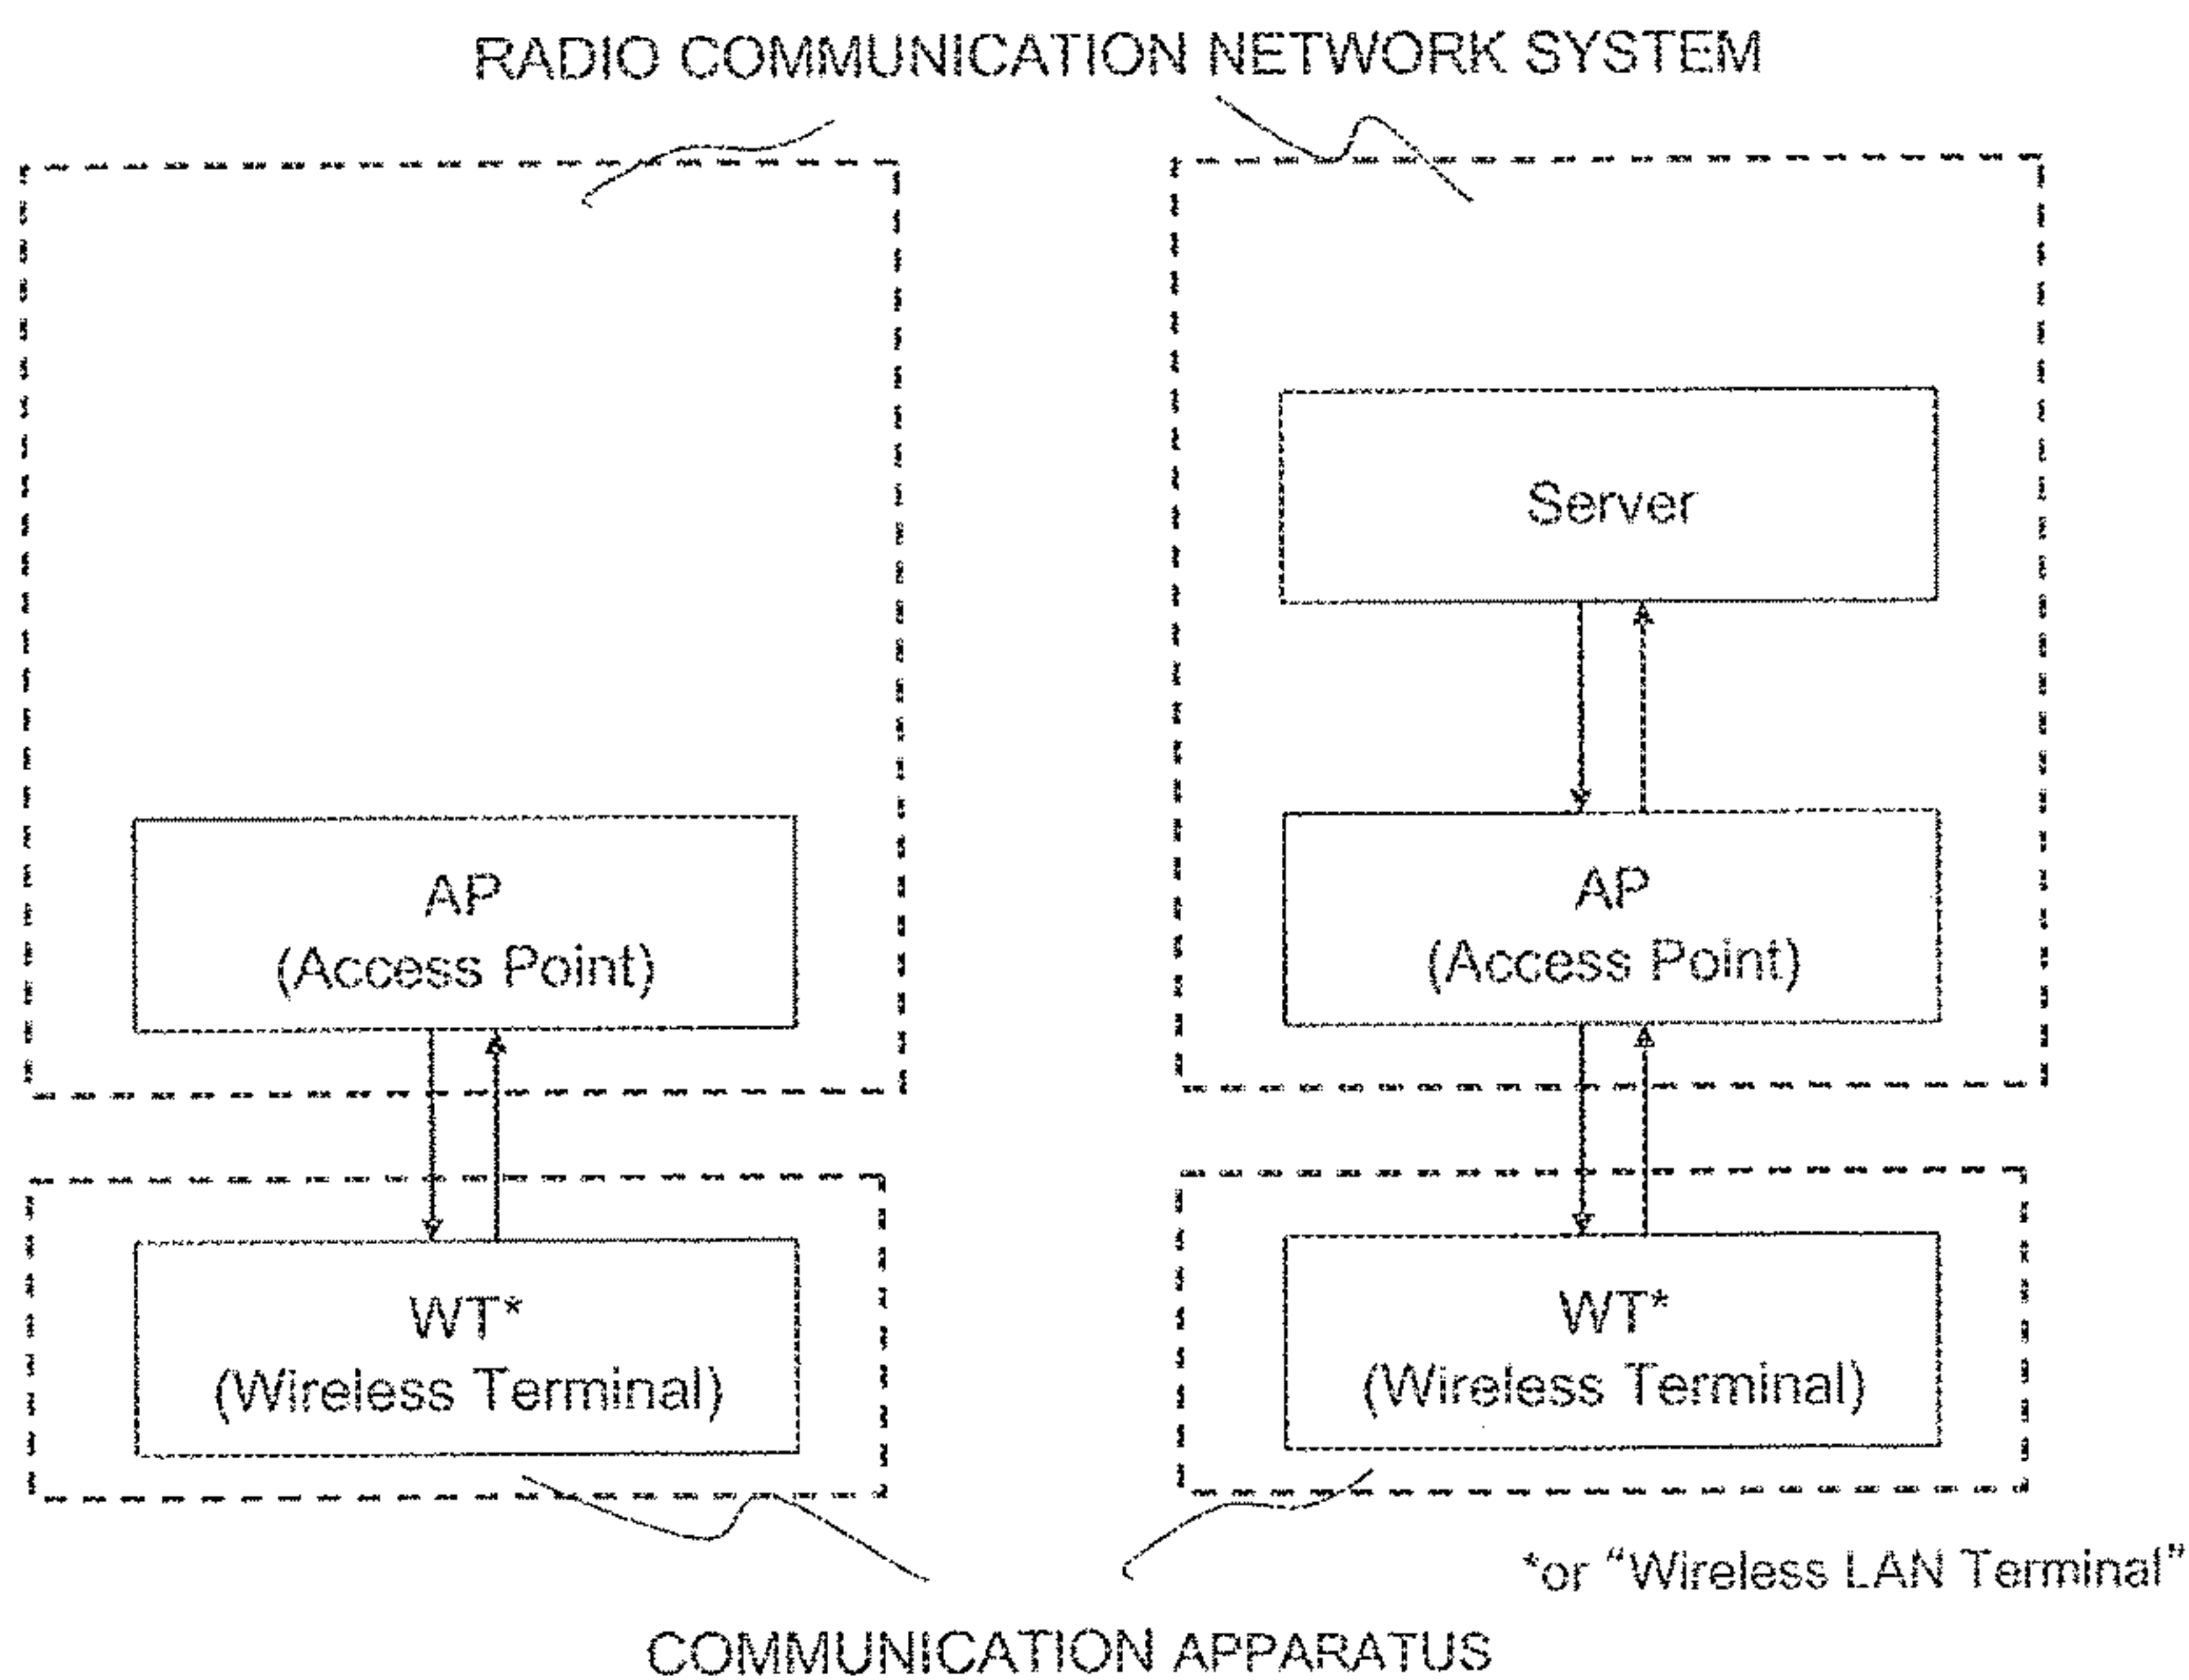 RADIO COMMUNICATION NETWORK SYSTEM
Server
AP
(Access Point)
AP
(Access Point)
WT*
(Wireless Terminal)
WT*
(Wireless Terminal)
*or “Wireless LAN Terminal”
COMMUNICATION APPARATUS